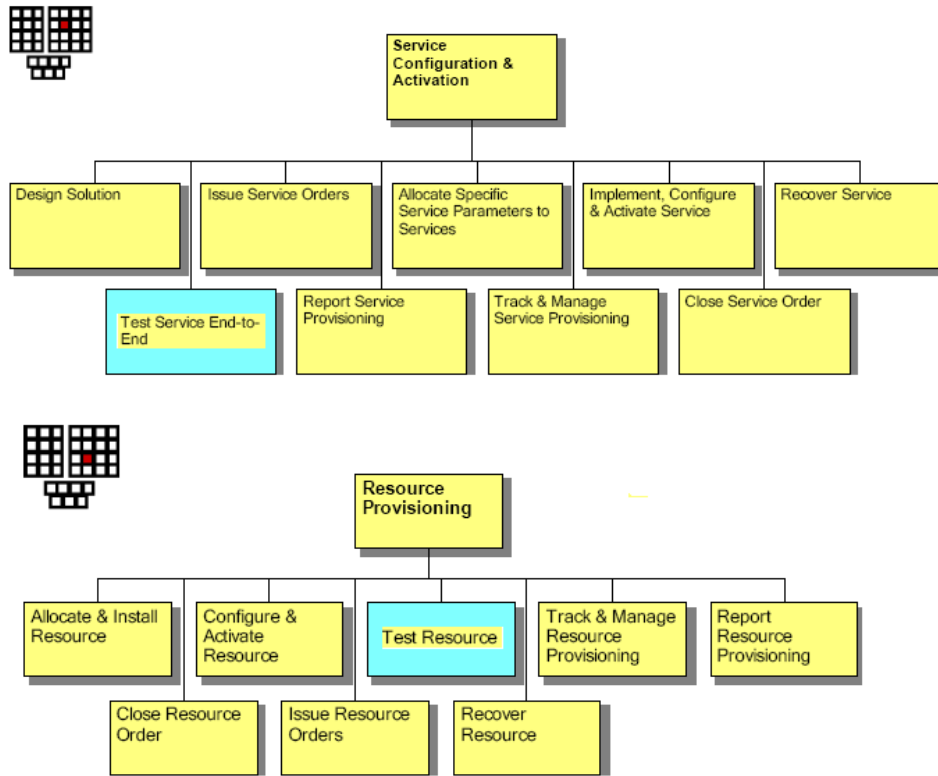 Service
Configuration &
Activation
Design Solution
Issue Service Orders
Allocate Specific
Service Parameters to
Services
Implement, Configure
& Activate Service
Recover Service
Test Service End-to-
End
Report Service
Provisioning
Track & Manage
Service Provisioning
Close Service Order
Resource
Provisioning
Allocate & Install
Resource
Configure &
Activate
Resource
Test Resource
Track & Manage
Resource
Provisioning
Report
Resource
Provisioning
Close Resource
Order
Issue Resource
Orders
Recover
Resource